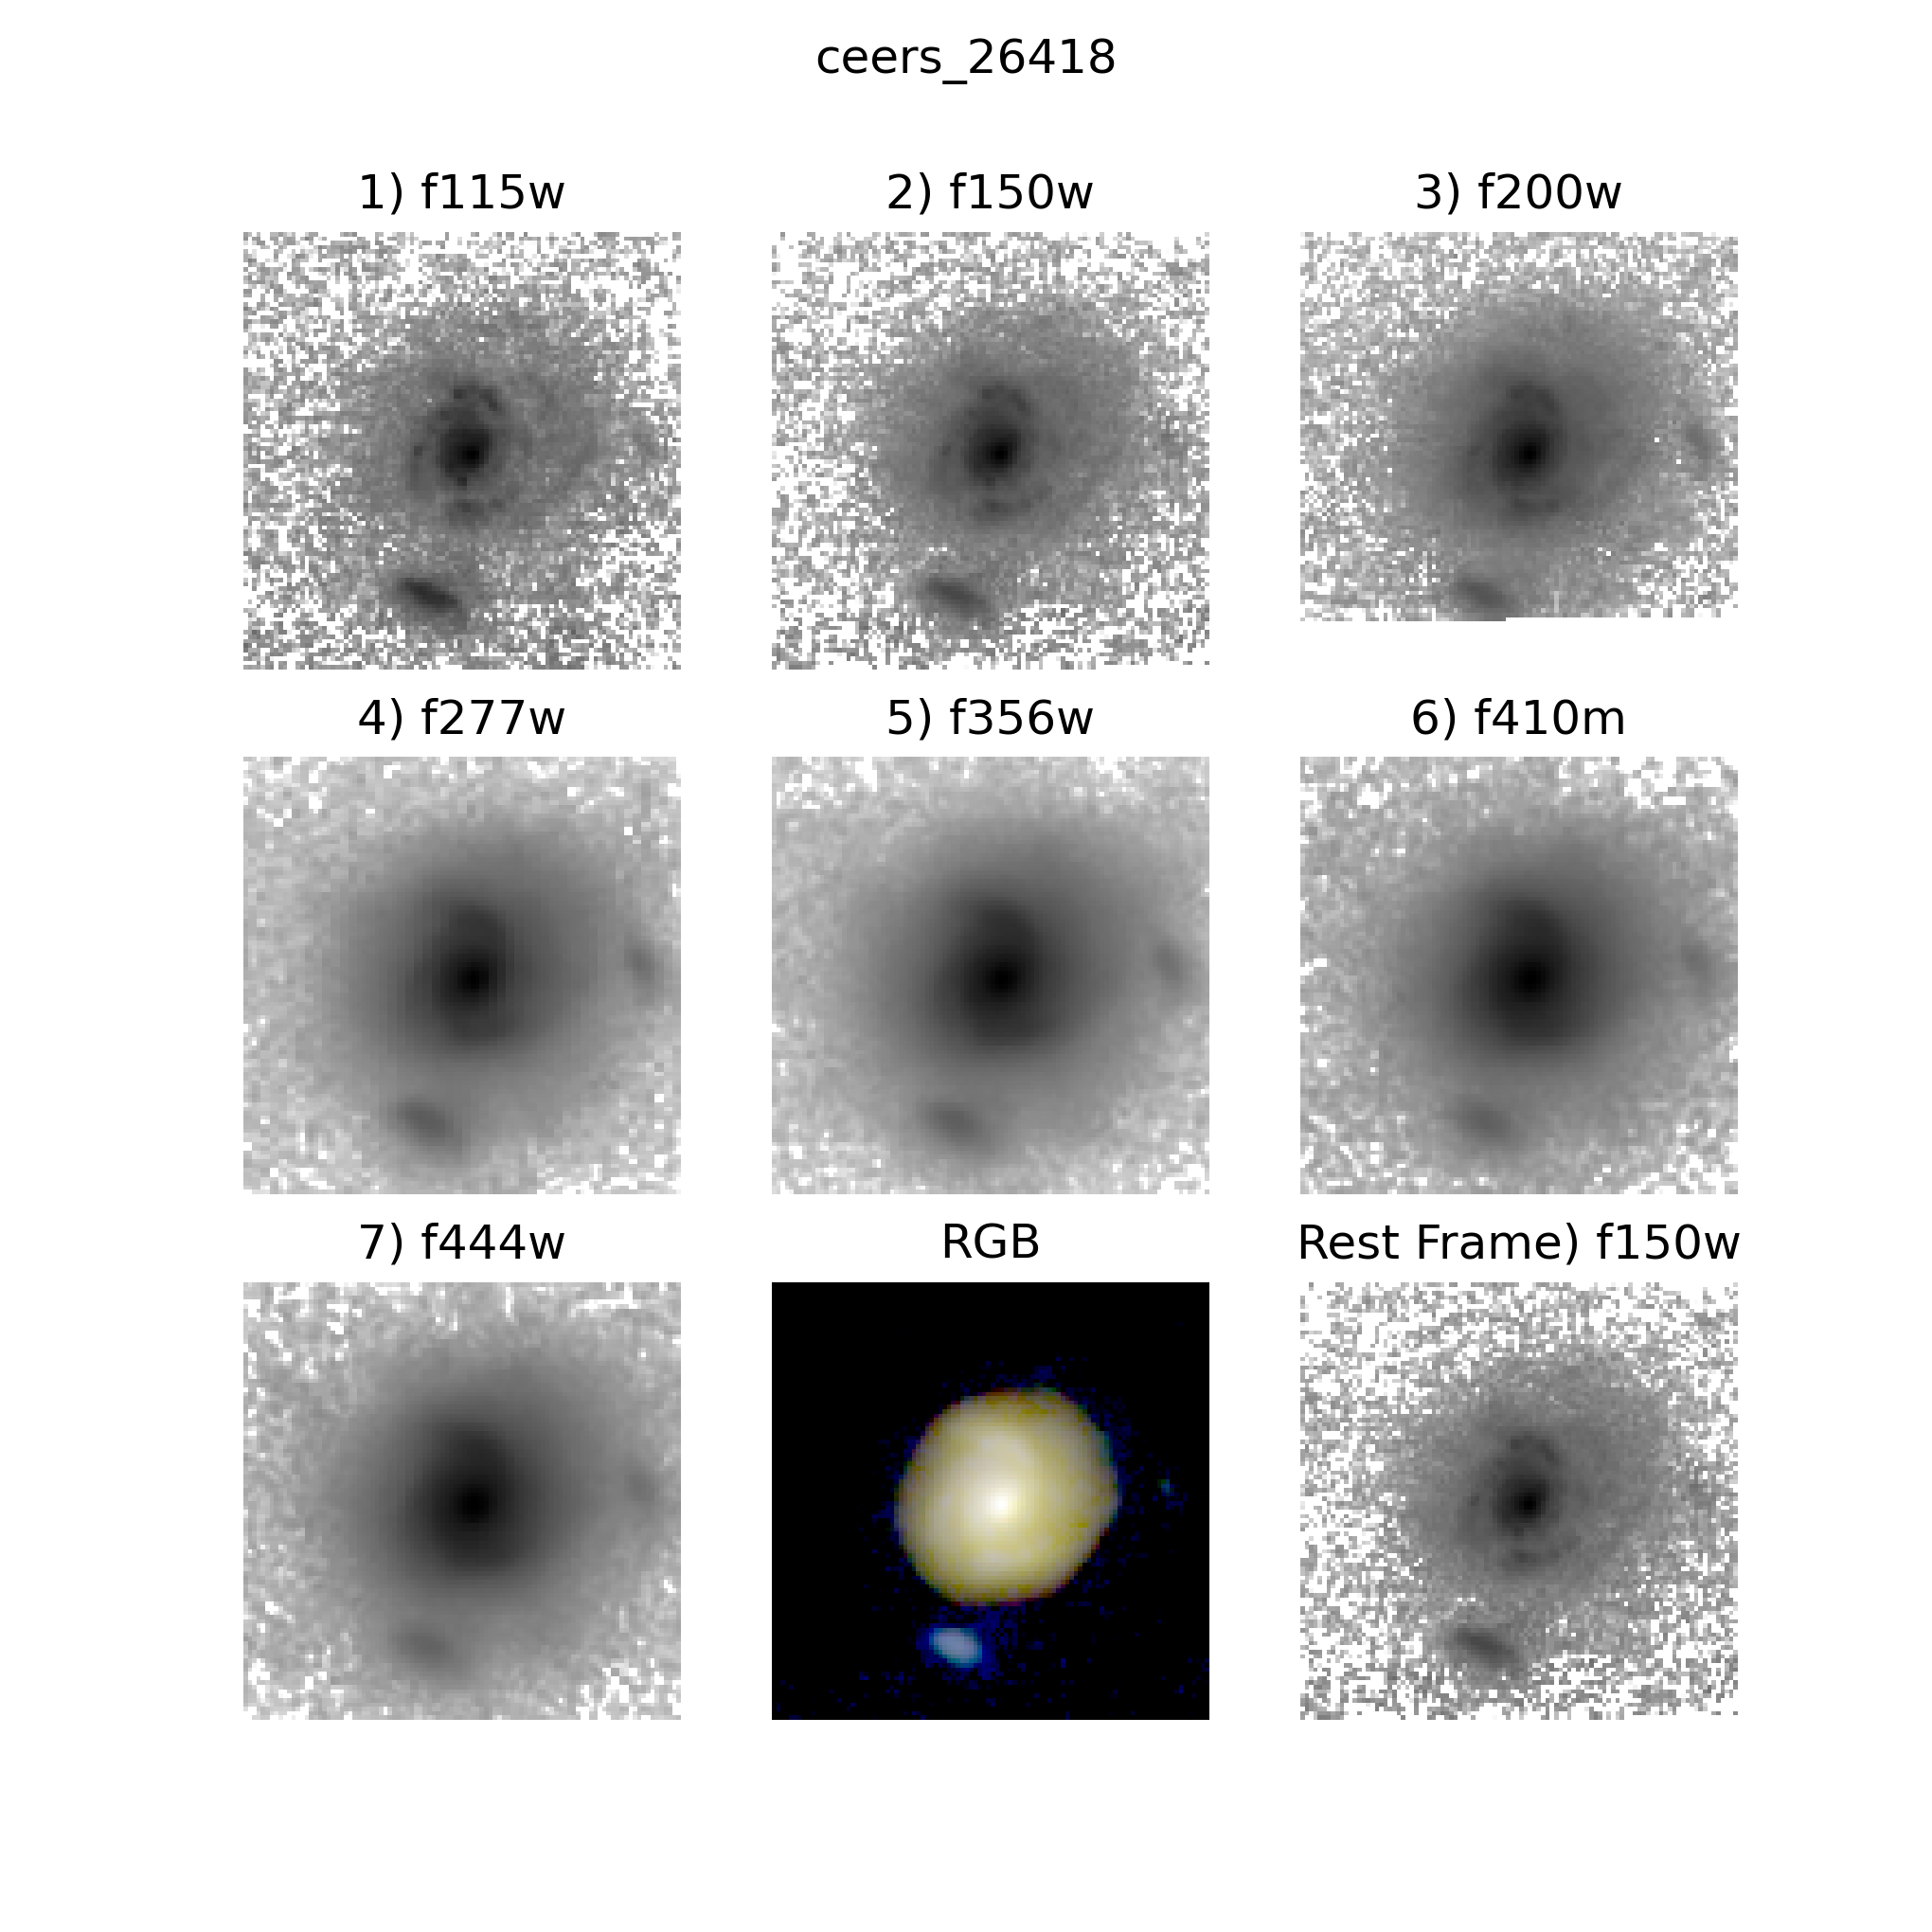 ceers_26418
1) f115w
2) f150w
3) f200w
4) f277w
5) f356w
6) f410m
7) f444w
RGB
Rest Frame) f150w